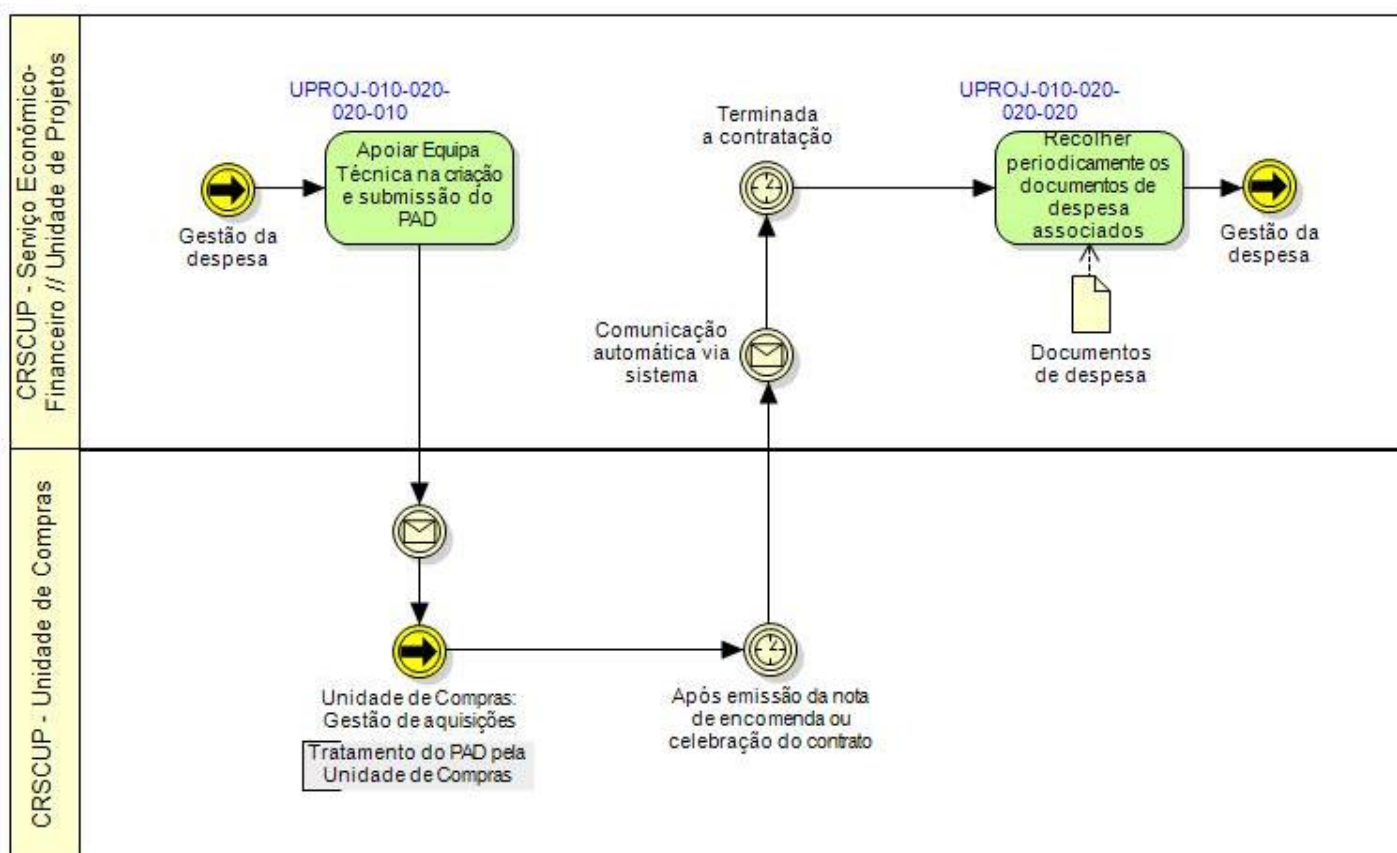 CRSCUP - Serviço Económico-
Financeiro // Unidade de Projetos
UPROJ-010-020-
020-010
Apoiar Equipa
Técnica na criação
e submissão do
PAD
Gestão da
despesa
Terminada
a contratação
UPROJ-010-020-
020-020
Recolher
periodicamente os
documentos de
despesa
associados
Gestão da
despesa
Comunicação
automática via
sistema
Documentos
de despesa
CRSCUP - Unidade de Compras
Unidade de Compras:
Gestão de aquisições
Tratamento do PAD pela
Unidade de Compras
Após emissão da nota
de encomenda ou
celebração do contrato